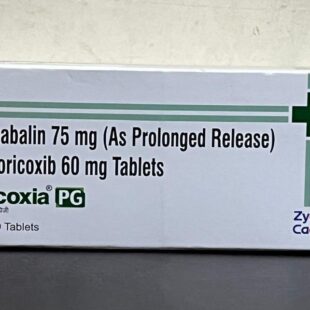 abalin 75 mg (As Prolonged Release)
oricoxib 60 mg Tablets
coxia® PG
Tablets
Zy
Ca